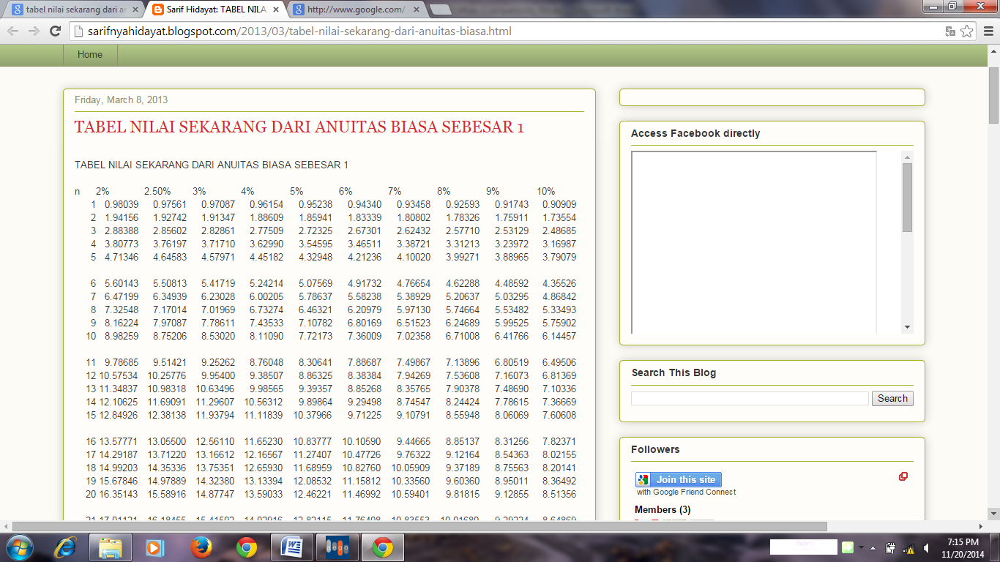 tabel nilai sekarang dari ar
Sarif Hidayat: TABEL NILA
http://www.google.com/
sarifnyahidayat.blogspot.com/2013/03/tabel-nilai-sekarang-dari-anuitas-biasa.html
Home
Friday, March 8, 2013
TABEL NILAI SEKARANG DARI ANUITAS BIASA SEBESAR 1
TABEL NILAI SEKARANG DARI ANUITAS BIASA SEBESAR 1
n 2% 2.50% 3% 4% 5% 6% 7% 8% 9% 10%
1 0.98039 0.97561 0.97087 0.96154 0.95238 0.94340 0.93458 0.92593 0.91743 0.90909
2 1.94156 1.92742 1.91347 1.88609 1.85941 1.83339 1.80802 1.78326 1.75911 1.73554
3 2.88388 2.85602 2.82861 2.77509 2.72325 2.67301 2.62432 2.57710 2.53129 2.48685
4 3.80773 3.76197 3.71710 3.62990 3.54595 3.46511 3.38721 3.31213 3.23972 3.16987
5 4.71346 4.64583 4.57971 4.45182 4.32948 4.21236 4.10020 3.99271 3.88965 3.79079
6 5.60143 5.50813 5.41719 5.24214 5.07569 4.91732 4.76654 4.62288 4.48592 4.35526
7 6.47199 6.34939 6.23028 6.00205 5.78637 5.58238 5.38929 5.20637 5.03295 4.86842
8 7.32548 7.17014 7.01969 6.73274 6.46321 6.20979 5.97130 5.74664 5.53482 5.33493
9 8.16224 7.97087 7.78611 7.43533 7.10782 6.80169 6.51523 6.24689 5.99525 5.75902
10 8.98259 8.75206 8.53020 8.11090 7.72173 7.36009 7.02358 6.71008 6.41766 6.14457
11 9.78685 9.51421 9.25262 8.76048 8.30641 7.88687 7.49867 7.13896 6.80519 6.49506
12 10.57534 10.25776 9.95400 9.38507 8.86325 8.38384 7.94269 7.53608 7.16073 6.81369
13 11.34837 10.98318 10.63496 9.98565 9.39357 8.85268 8.35765 7.90378 7.48690 7.10336
14 12.10625 11.69091 11.29607 10.56312 9.89864 9.29498 8.74547 8.24424 7.78615 7.36669
15 12.84926 12.38138 11.93794 11.11839 10.37966 9.71225 9.10791 8.55948 8.06069 7.60608
16 13.57771 13.05500 12.56110 11.65230 10.83777 10.10590 9.44665 8.85137 8.31256 7.82371
17 14.29187 13.71220 13.16612 12.16567 11.27407 10.47726 9.76322 9.12164 8.54363 8.02155
18 14.99203 14.35336 13.75351 12.65930 11.68959 10.82760 10.05909 9.37189 8.75563 8.20141
19 15.67846 14.97889 14.32380 13.13394 12.08532 11.15812 10.33560 9.60360 8.95011 8.36492
20 16.35143 15.58916 14.87747 13.59033 12.46221 11.46992 10.59401 9.81815 9.12855 8.51356
Access Facebook directly
Search This Blog
Search
Followers
Join this site
with Google Friend Connect
Members (3)
7:15 PM
11/20/2014